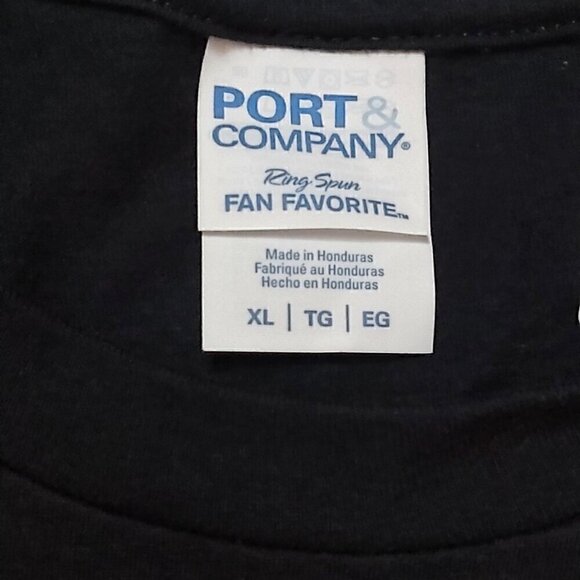 PORT &
COMPANY®
Ring Spun
FAN FAVORITE™
Made in Honduras
Fabriqué au Honduras
Hecho en Honduras
XL | TG | EG